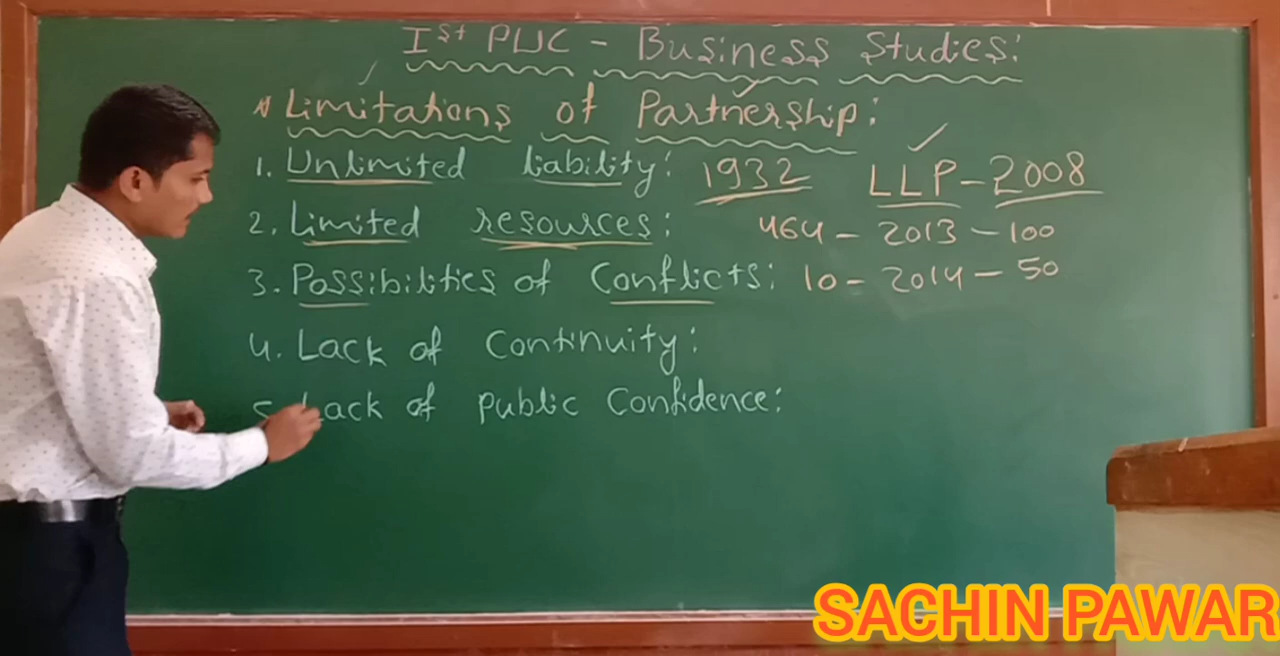 Ist PUC - Business Studies:
Limitations of Partnership:
1. Unlimited liability: 1932 LLP - 2008
2. Limited resources: 464 - 2013 - 100
3. Possibilities of Conflicts: 10 - 2014 - 50
4. Lack of Continuity:
5. Lack of public Confidence:
SACHIN PAWAR